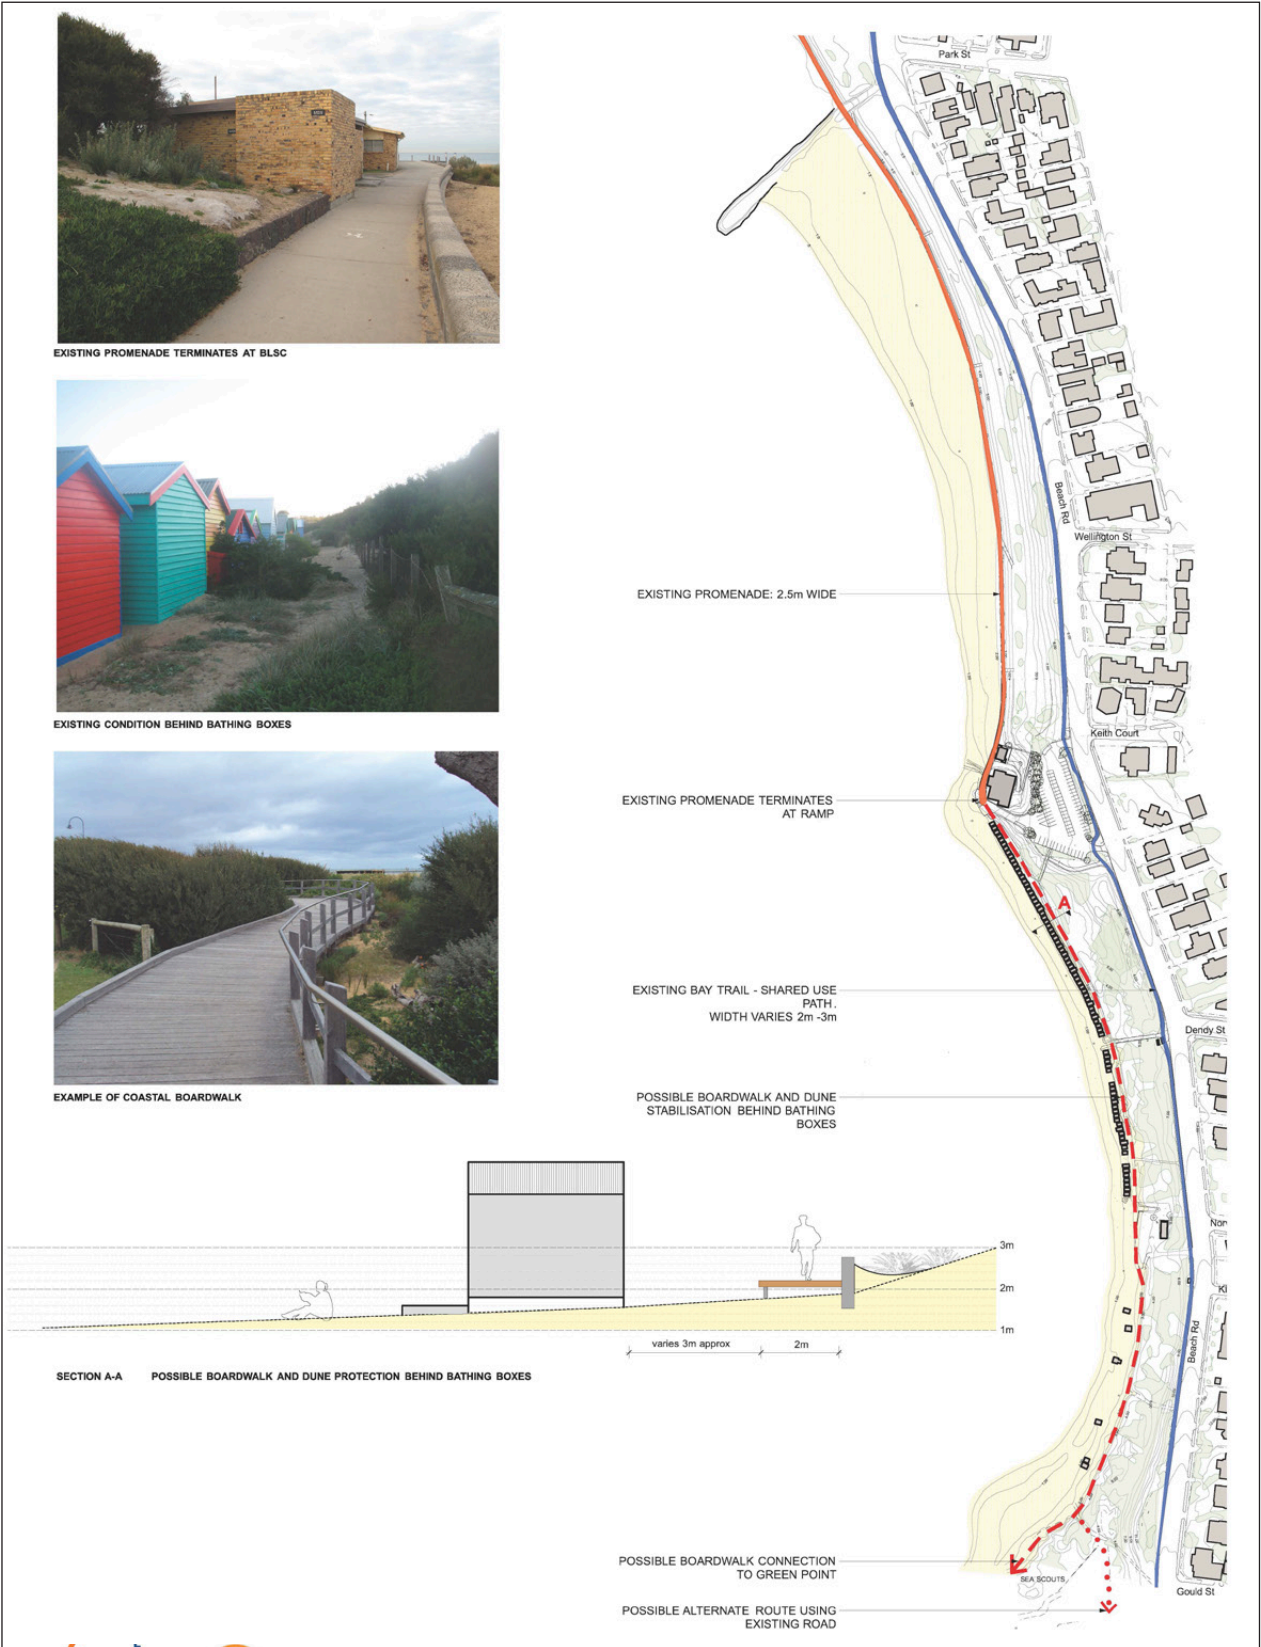 EXISTING PROMENADE TERMINATES AT BLSC
EXISTING CONDITION BEHIND BATHING BOXES
EXAMPLE OF COASTAL BOARDWALK
3m
2m
1m
varies 3m approx
2m
SECTION A-A POSSIBLE BOARDWALK AND DUNE PROTECTION BEHIND BATHING BOXES
Park St
Beach Rd
Wellington St
EXISTING PROMENADE: 2.5m WIDE
Keith Court
EXISTING PROMENADE TERMINATES
AT RAMP
A
EXISTING BAY TRAIL - SHARED USE
PATH.
WIDTH VARIES 2m -3m
Dendy St
POSSIBLE BOARDWALK AND DUNE
STABILISATION BEHIND BATHING
BOXES
Nor
Beach Rd
POSSIBLE BOARDWALK CONNECTION
TO GREEN POINT
SEA SCOUTS
Gould St
POSSIBLE ALTERNATE ROUTE USING
EXISTING ROAD